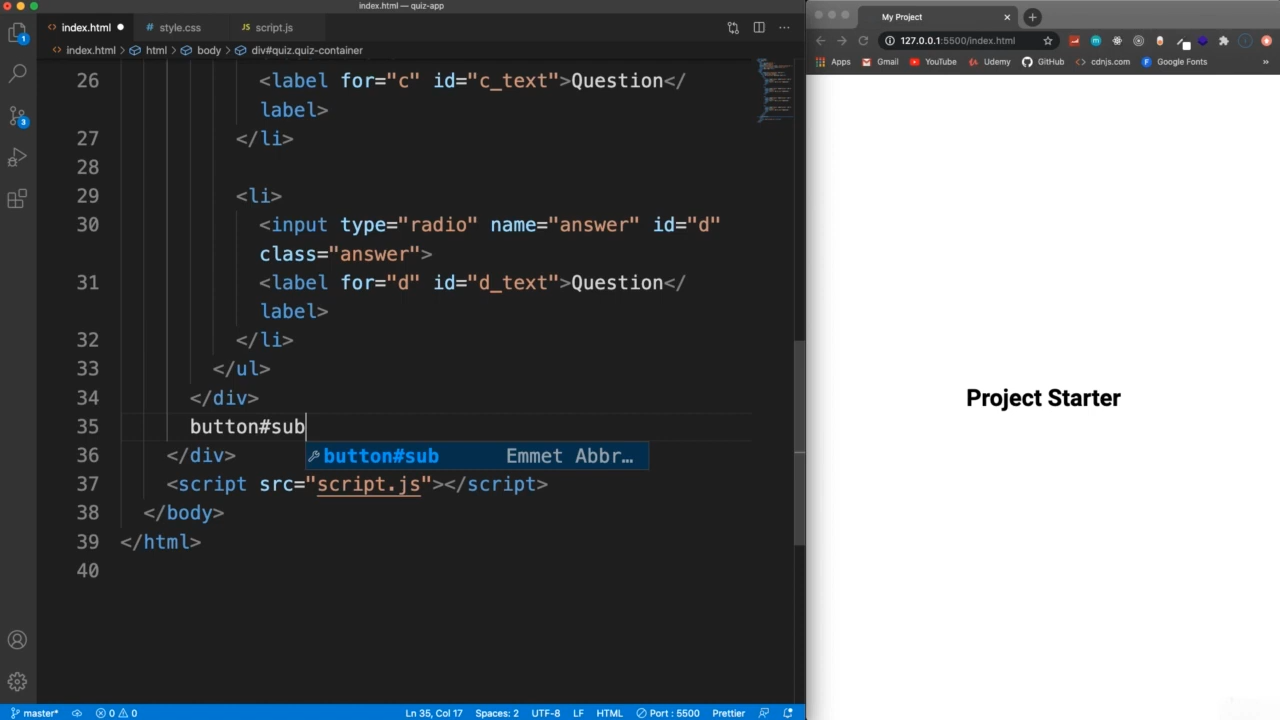 index.html — quiz-app
index.html
style.css
script.js
index.html > html > body > div#quiz.quiz-container
26 <label for="c" id="c_text">Question</
label>
27 </li>
28
29 <li>
30 <input type="radio" name="answer" id="d"
class="answer">
31 <label for="d" id="d_text">Question</
label>
32 </li>
33 </ul>
34 </div>
35 button#sub
button#sub Emmet Abbr…
36 </div>
37 <script src="script.js"></script>
38 </body>
39 </html>
40
1
3
master*
0 0
Ln 35, Col 17
Spaces: 2
UTF-8
LF
HTML
Port : 5500
Prettier
My Project
127.0.0.1:5500/index.html
Apps
Gmail
YouTube
Udemy
GitHub
cdnjs.com
Google Fonts
»
Project Starter